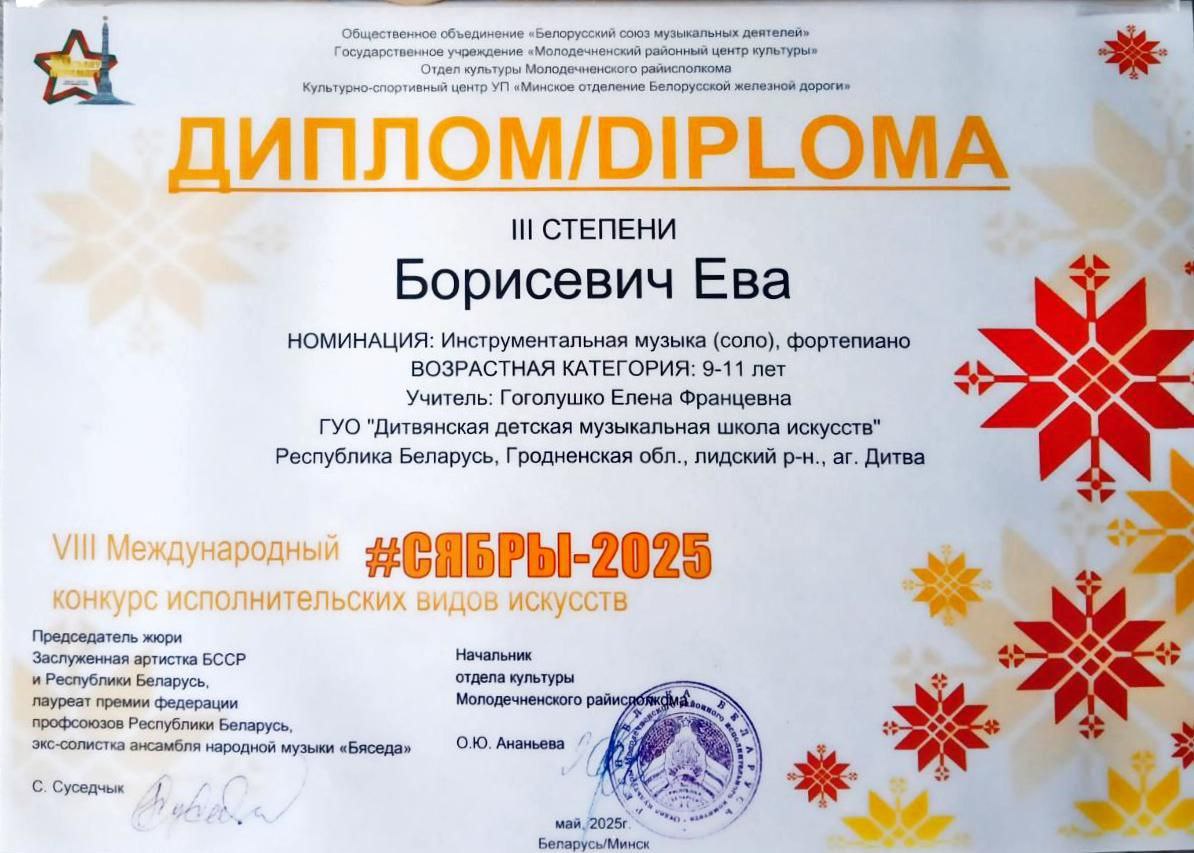 Общественное объединение «Белорусский союз музыкальных деятелей»
Государственное учреждение «Молодечненский районный центр культуры»
Отдел культуры Молодечненского райисполкома
Культурно-спортивный центр УП «Минское отделение Белорусской железной дороги»
ДИПЛОМ/DIPLOMA
III СТЕПЕНИ
Борисевич Ева
НОМИНАЦИЯ: Инструментальная музыка (соло), фортепиано
ВОЗРАСТНАЯ КАТЕГОРИЯ: 9-11 лет
Учитель: Гоголушко Елена Францевна
ГУО "Дитвянская детская музыкальная школа искусств"
Республика Беларусь, Гродненская обл., лидский р-н., аг. Дитва
VIII Международный #СЯБРЫ-2025
конкурс исполнительских видов искусств
Председатель жюри
Заслуженная артистка БССР
и Республики Беларусь,
лауреат премии федерации
профсоюзов Республики Беларусь,
экс-солистка ансамбля народной музыки «Бяседа»
С. Суседчык
Начальник
отдела культуры
Молодечненского райисполкома
О.Ю. Ананьева
май, 2025г.
Беларусь/Минск